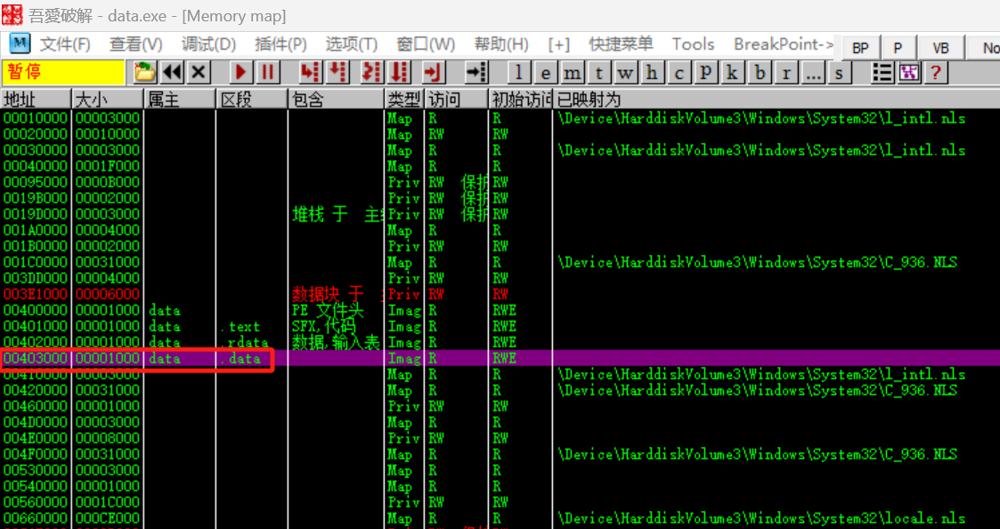 吾愛破解 - data.exe - [Memory map]
M 文件(F) 查看(V) 调试(D) 插件(P) 选项(T) 窗口(W) 帮助(H) [+] 快捷菜单 Tools BreakPoint-> BP P VB No
暂停 l e m t w h c P k b r ... s ?
地址 大小 属主 区段 包含 类型 访问 初始访问 已映射为
00010000 00003000 Map R R \Device\HarddiskVolume3\Windows\System32\l_intl.nls
00020000 00010000 Map RW RW
00030000 00003000 Map R R \Device\HarddiskVolume3\Windows\System32\l_intl.nls
00040000 0001F000 Map R R
00095000 0000B000 Priv RW 保护 RW
0019B000 00002000 Priv RW 保护 RW
0019D000 00003000 堆栈 于 主 Priv RW 保护 RW
001A0000 00004000 Map R R
001B0000 00002000 Priv RW RW
001C0000 00031000 Map R R \Device\HarddiskVolume3\Windows\System32\C_936.NLS
003DD000 00004000 Priv RW RW
003E1000 00006000 数据块 于 Priv RW RW
00400000 00001000 data PE 文件头 Imag R RWE
00401000 00001000 data .text SFX,代码 Imag R RWE
00402000 00001000 data .rdata 数据,输入表 Imag R RWE
00403000 00001000 data .data Imag R RWE
00410000 00003000 Map R R \Device\HarddiskVolume3\Windows\System32\l_intl.nls
00420000 00031000 Map R R \Device\HarddiskVolume3\Windows\System32\C_936.NLS
00460000 00001000 Priv RW RW
004D0000 00003000 Map R R
004E0000 00008000 Priv RW RW
004F0000 00031000 Map R R \Device\HarddiskVolume3\Windows\System32\C_936.NLS
00530000 00003000 Map R R
00540000 00001000 Map R R
00560000 0001C000 Priv RW RW
00660000 000CE000 Map R R \Device\HarddiskVolume3\Windows\System32\locale.nls